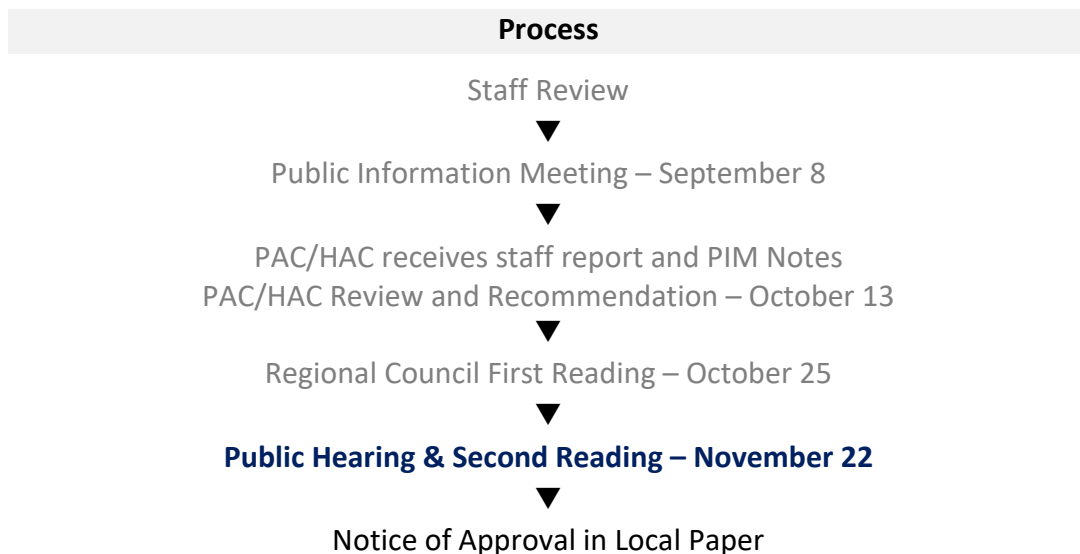 Process
Staff Review
Public Information Meeting – September 8
PAC/HAC receives staff report and PIM Notes
PAC/HAC Review and Recommendation – October 13
Regional Council First Reading – October 25
Public Hearing & Second Reading – November 22
Notice of Approval in Local Paper